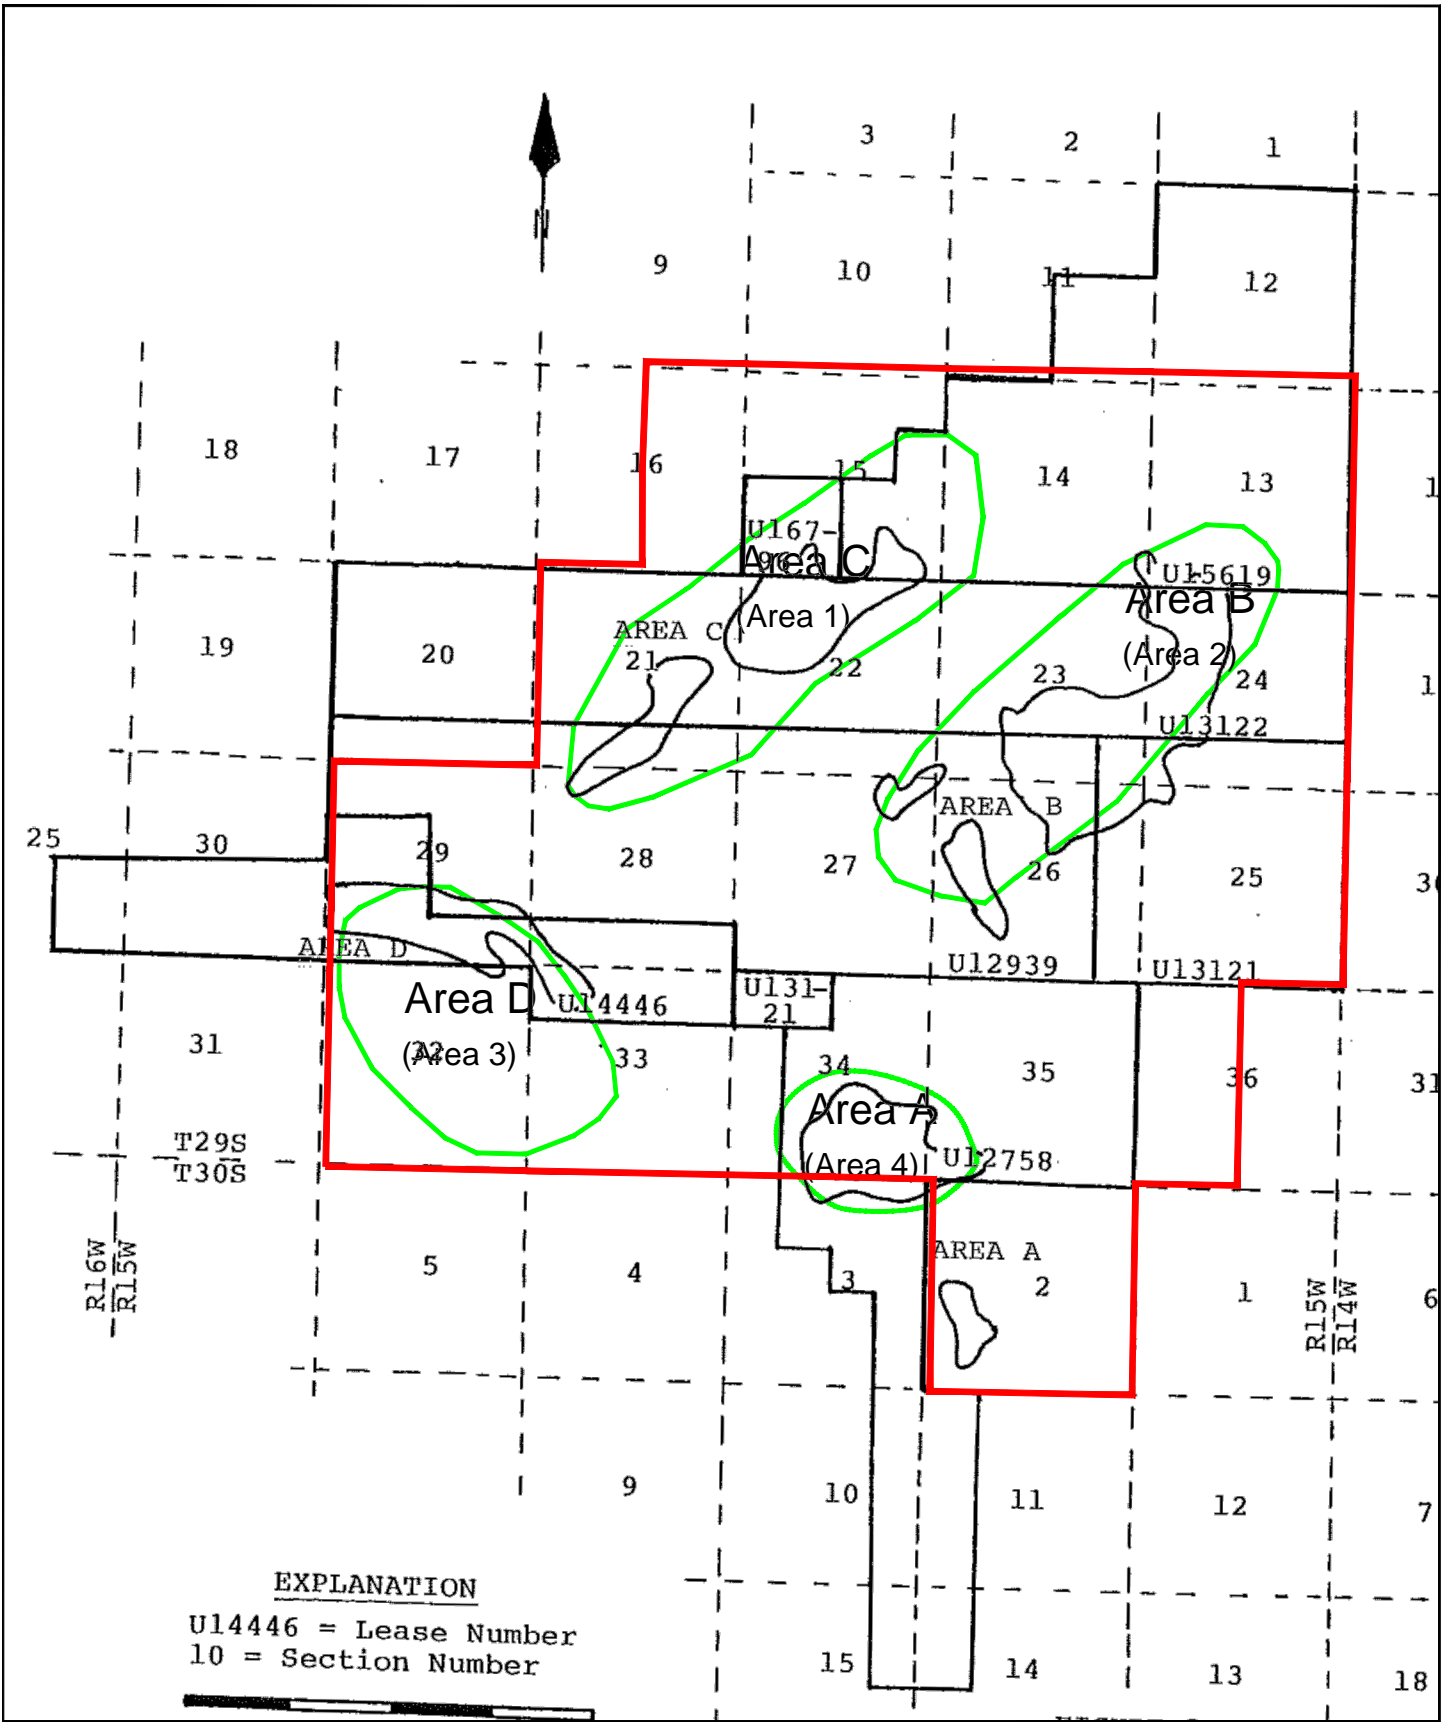 3 2 1
N
9 10 11 12
18 17 16 15 14 13
U167-
96
Area C
(Area 1)
U15619
Area B
(Area 2)
19 20 AREA C
21 22 23 24
U13122
25 30 29 28 27 AREA B
26 25
AREA D
U12939 U13121
Area D
U14446
U131-
21
(Area 3)
32
31 33 34 35 36 31
Area A
(Area 4)
U12758
T29S
T30S
R16W
R15W
5 4 3 AREA A
2 1 6
R15W
R14W
9 10 11 12 7
EXPLANATION
U14446 = Lease Number
10 = Section Number
15 14 13 18